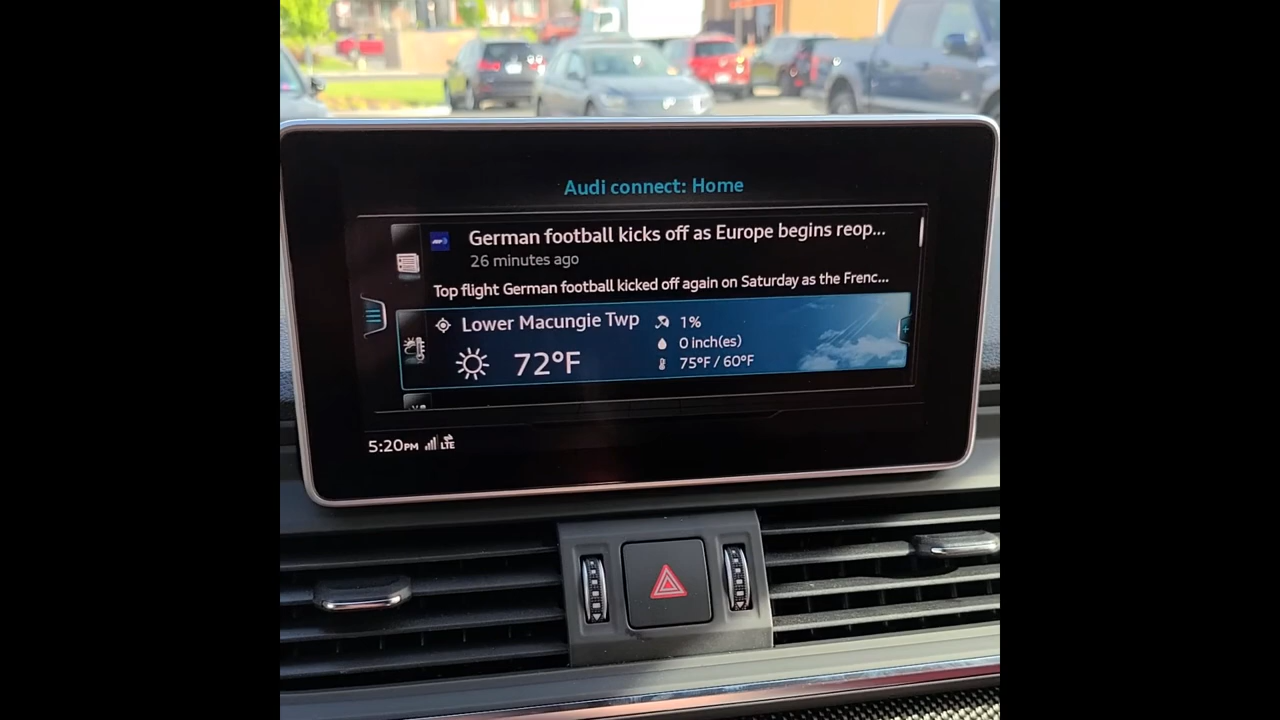 Audi connect: Home
German football kicks off as Europe begins reop...
26 minutes ago
Top flight German football kicked off again on Saturday as the Frenc...
Lower Macungie Twp
1%
0 inch(es)
72°F
75°F / 60°F
5:20PM LTE